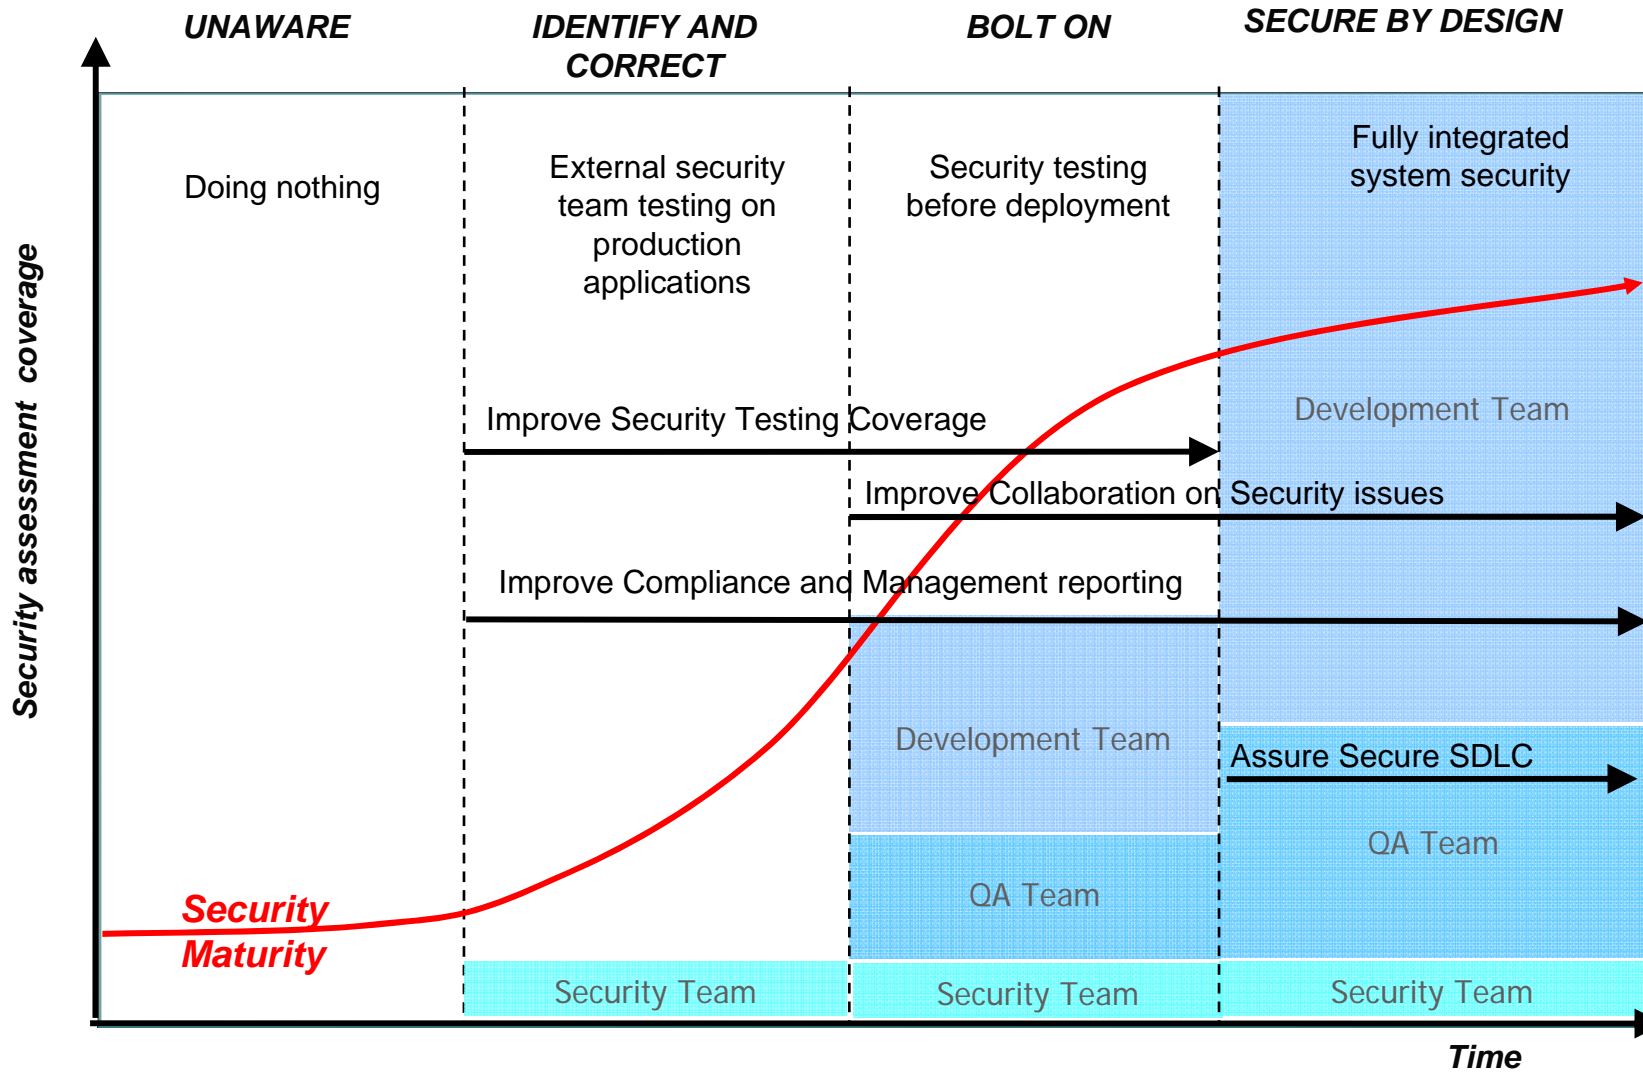 UNAWARE
IDENTIFY AND
CORRECT
BOLT ON
SECURE BY DESIGN
Doing nothing
External security
team testing on
production
applications
Security testing
before deployment
Fully integrated
system security
Security assessment coverage
Improve Security Testing Coverage
Development Team
Improve Collaboration on Security issues
Improve Compliance and Management reporting
Development Team
Assure Secure SDLC
QA Team
QA Team
Security
Maturity
Security Team
Security Team
Security Team
Time